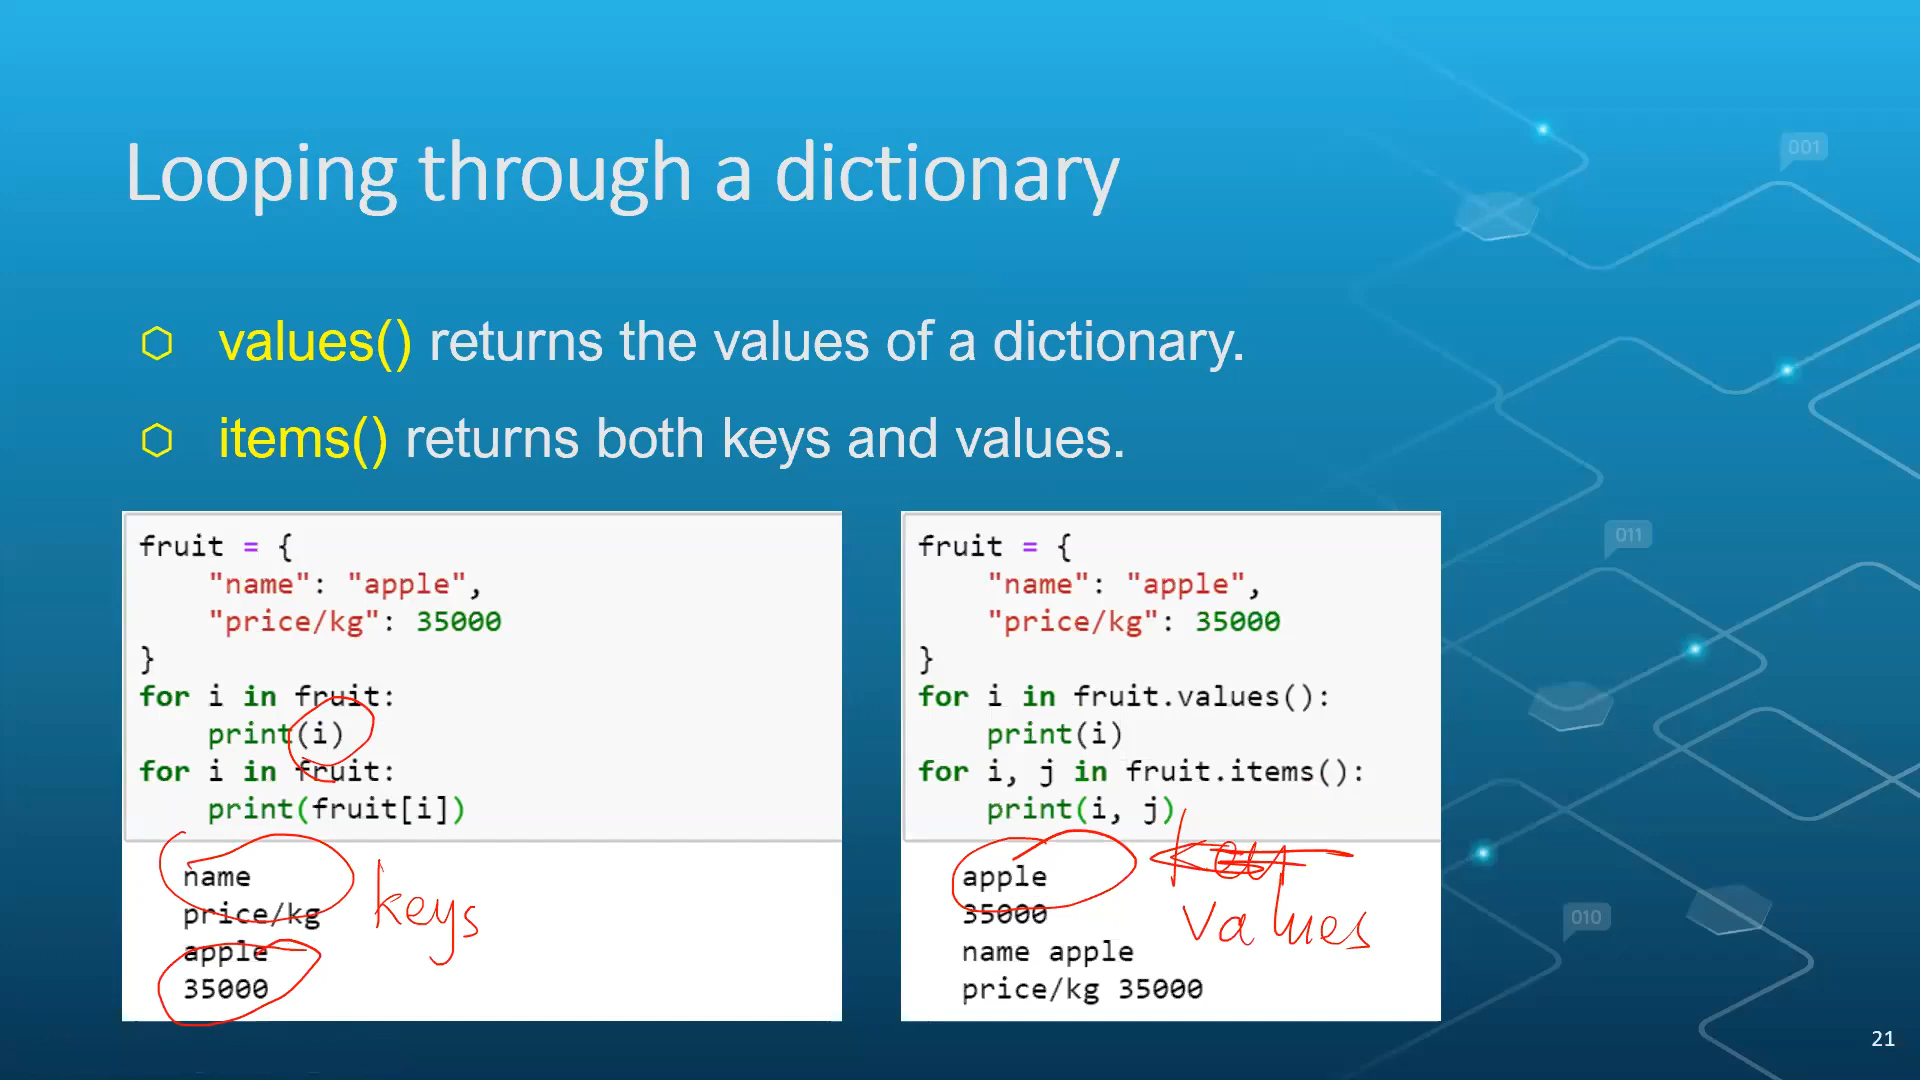 Looping through a dictionary
values() returns the values of a dictionary.
items() returns both keys and values.
fruit = {
    "name": "apple",
    "price/kg": 35000
}
for i in fruit:
    print(i)
for i in fruit:
    print(fruit[i])
name
price/kg
apple
35000
keys
fruit = {
    "name": "apple",
    "price/kg": 35000
}
for i in fruit.values():
    print(i)
for i, j in fruit.items():
    print(i, j)
apple
35000
name apple
price/kg 35000
values
001
011
010
21